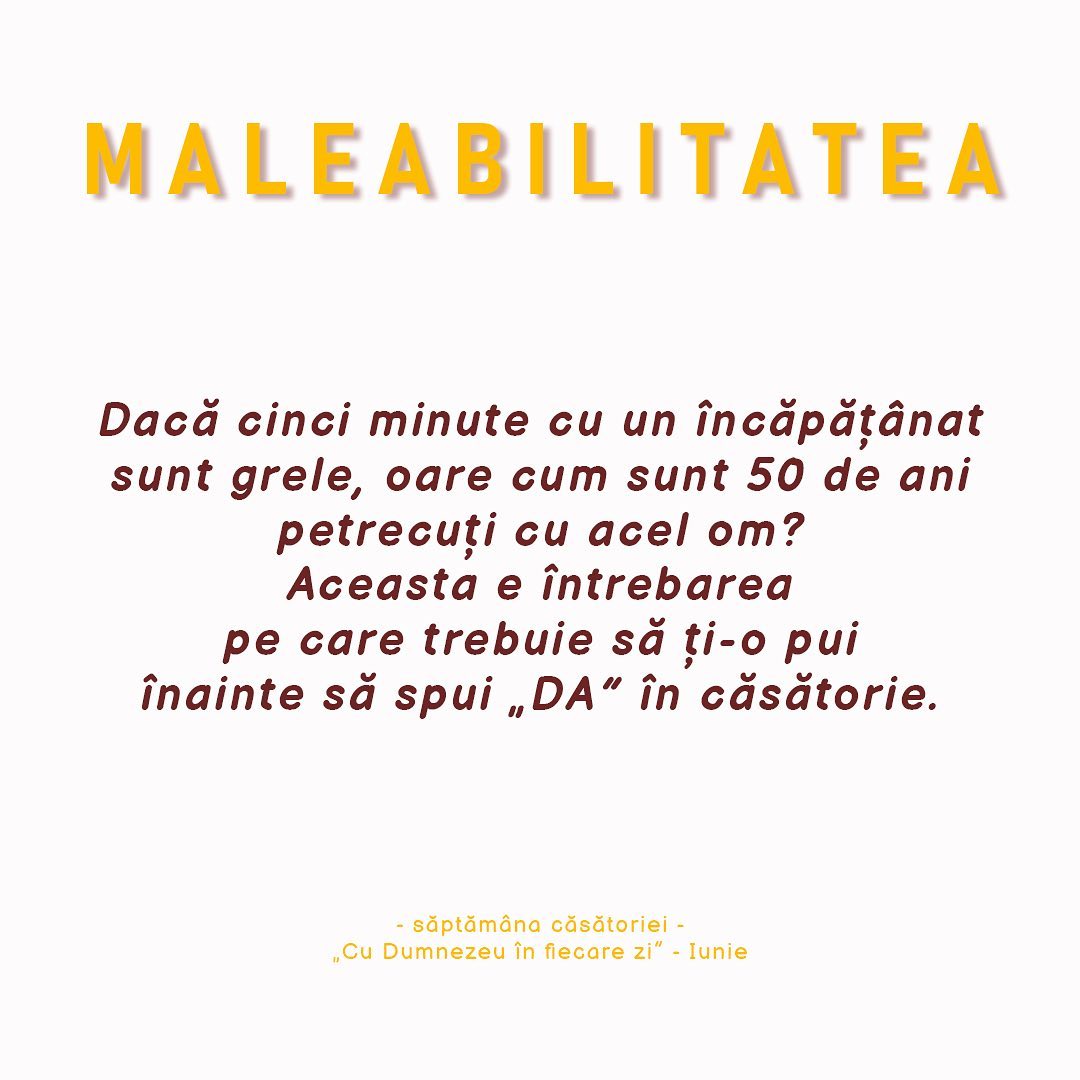 MALEABILITATEA
Dacă cinci minute cu un încăpățânat
sunt grele, oare cum sunt 50 de ani
petrecuți cu acel om?
Aceasta e întrebarea
pe care trebuie să ți-o pui
înainte să spui „DA” în căsătorie.
- săptămâna căsătoriei -
„Cu Dumnezeu în fiecare zi” - Iunie